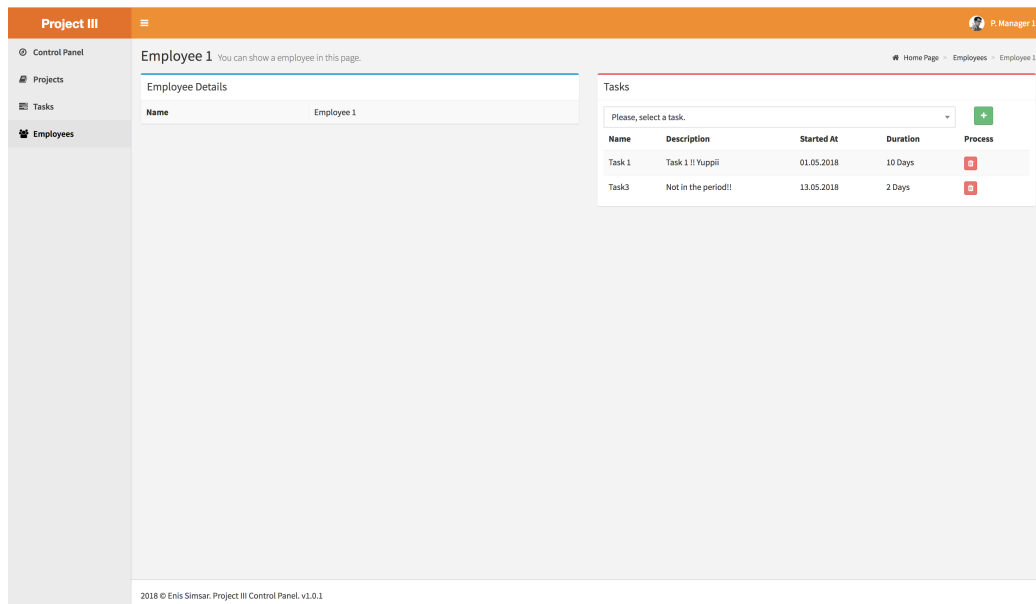 Project III
P. Manager 1
Control Panel
Projects
Tasks
Employees
Employee 1 You can show a employee in this page.
Home Page > Employees > Employee 1
Employee Details
Name Employee 1
Tasks
Please, select a task.
Name Description Started At Duration Process
Task 1 Task 1 !! Yuppii 01.05.2018 10 Days
Task3 Not in the period!! 13.05.2018 2 Days
2018 © Enis Simsar. Project III Control Panel. v1.0.1